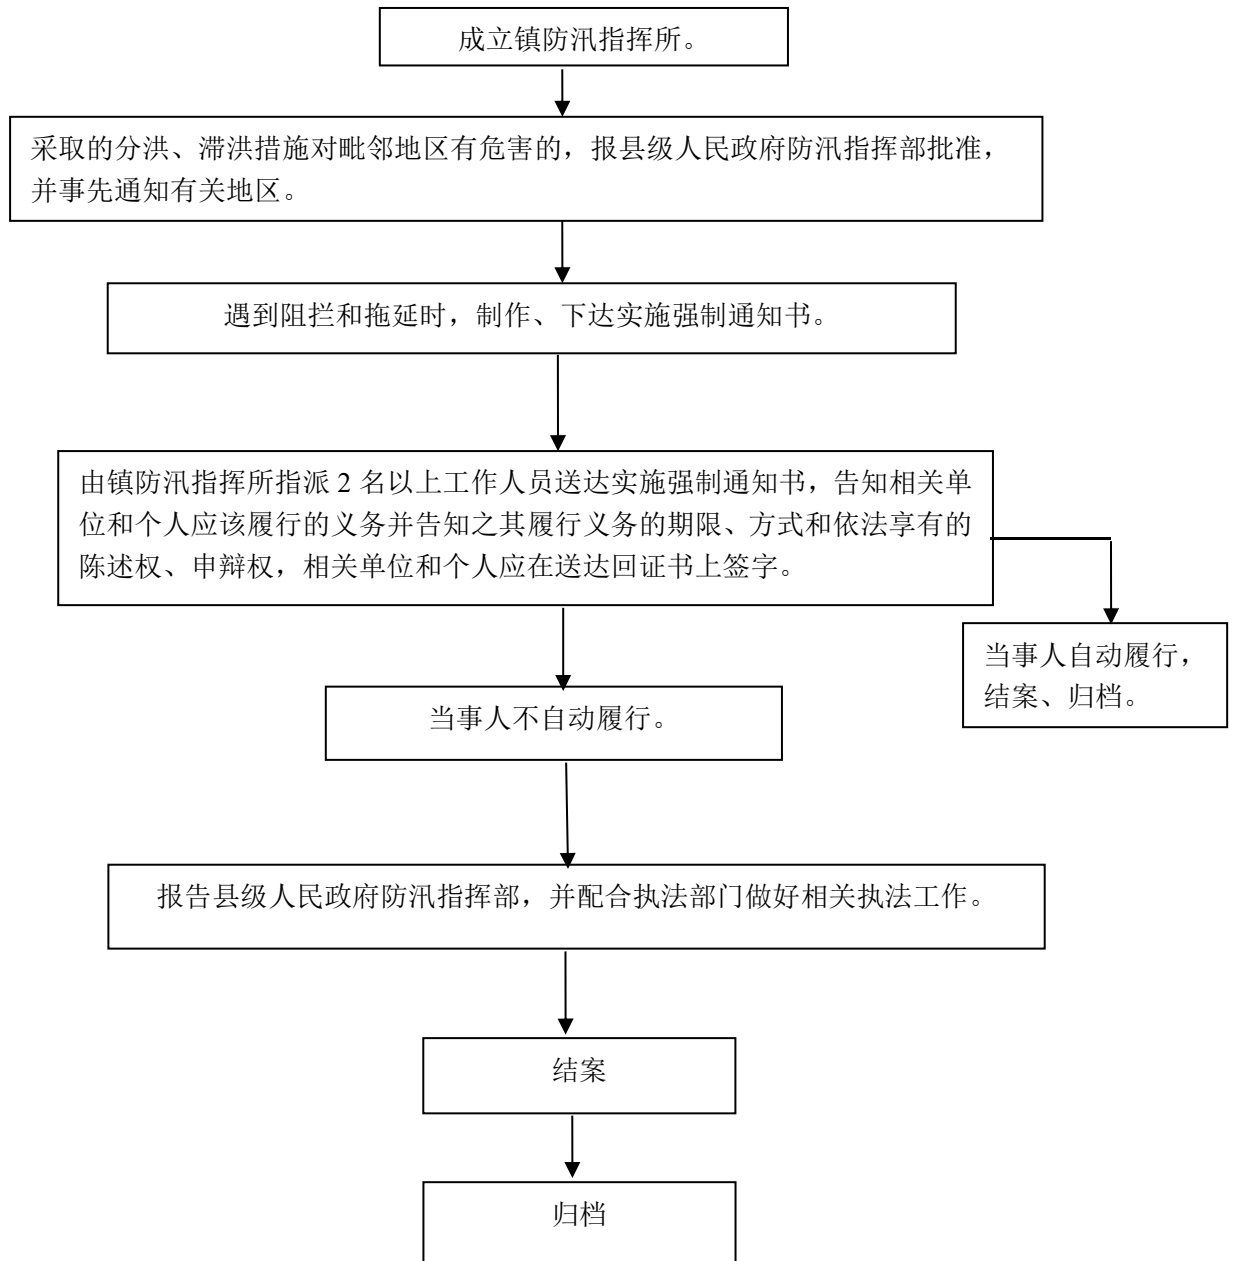 成立镇防汛指挥所。
采取的分洪、滞洪措施对毗邻地区有危害的，报县级人民政府防汛指挥部批准，
并事先通知有关地区。
遇到阻拦和拖延时，制作、下达实施强制通知书。
由镇防汛指挥所指派 2 名以上工作人员送达实施强制通知书，告知相关单
位和个人应该履行的义务并告知之其履行义务的期限、方式和依法享有的
陈述权、申辩权，相关单位和个人应在送达回证书上签字。
当事人自动履行，
结案、归档。
当事人不自动履行。
报告县级人民政府防汛指挥部，并配合执法部门做好相关执法工作。
结案
归档